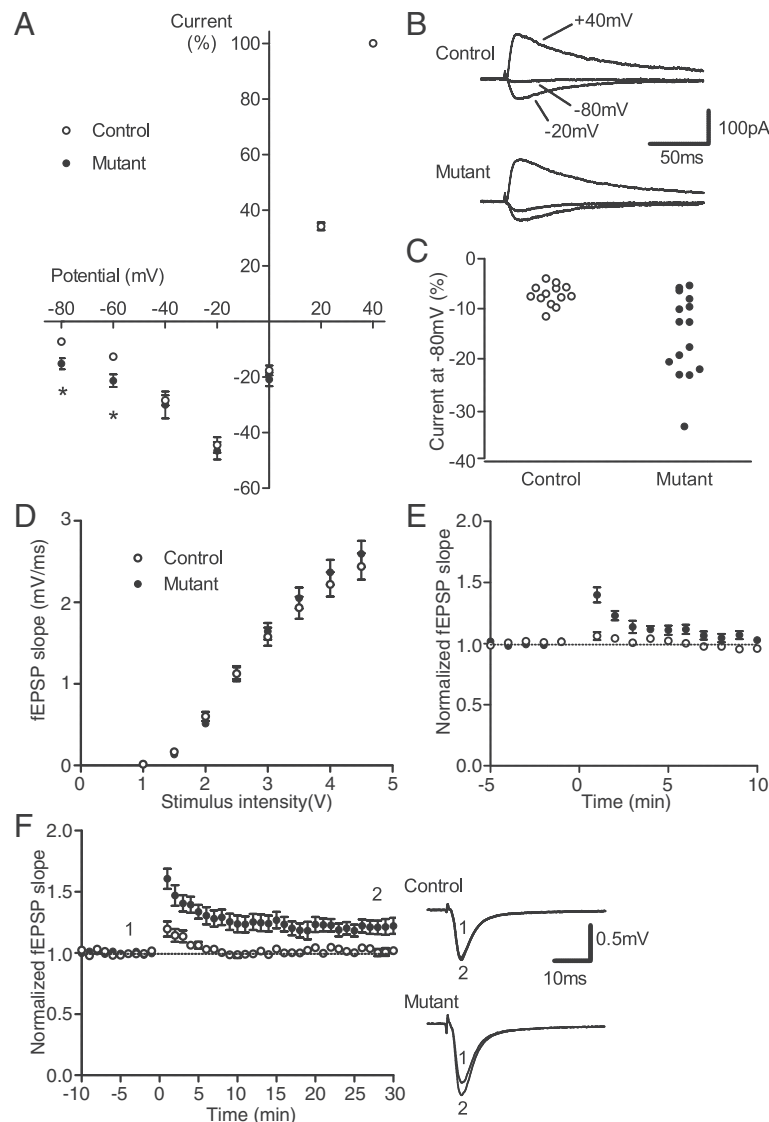 A
Current
(%)
100
80
60
40
20
Control
Mutant
Potential (mV)
-80 -60 -40 -20
20 40
-20
-40
-60
*
*
B
Control
+40mV
-80mV
-20mV
100pA
50ms
Mutant
C
Current at -80mV (%)
0
-10
-20
-30
-40
Control Mutant
D
fEPSP slope (mV/ms)
3
2
1
0
Control
Mutant
0 1 2 3 4 5
Stimulus intensity(V)
E
Normalized fEPSP slope
2.0
1.5
1.0
0.5
0.0
-5 0 5 10
Time (min)
F
Normalized fEPSP slope
2.0
1.5
1.0
0.5
0.0
1
2
-10 -5 0 5 10 15 20 25 30
Time (min)
Control
1
2
0.5mV
10ms
Mutant
1
2